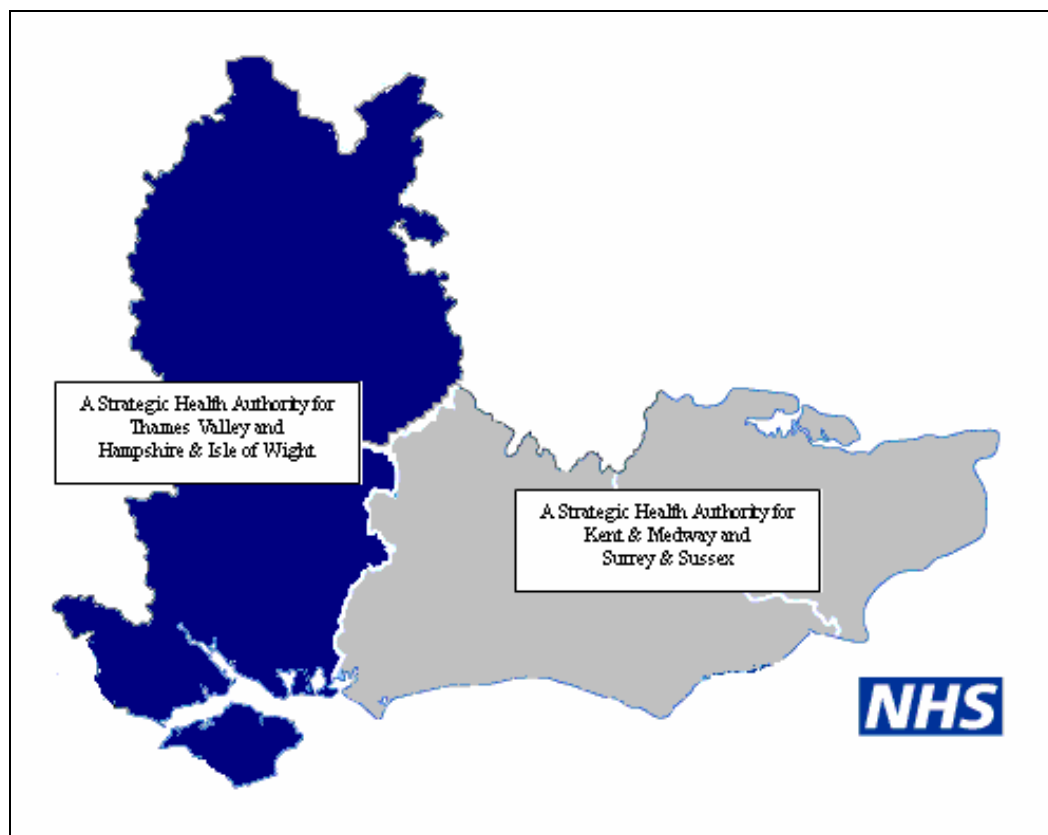 A Strategic Health Authority for
Thames Valley and
Hampshire & Isle of Wight
A Strategic Health Authority for
Kent & Medway and
Surrey & Sussex
NHS